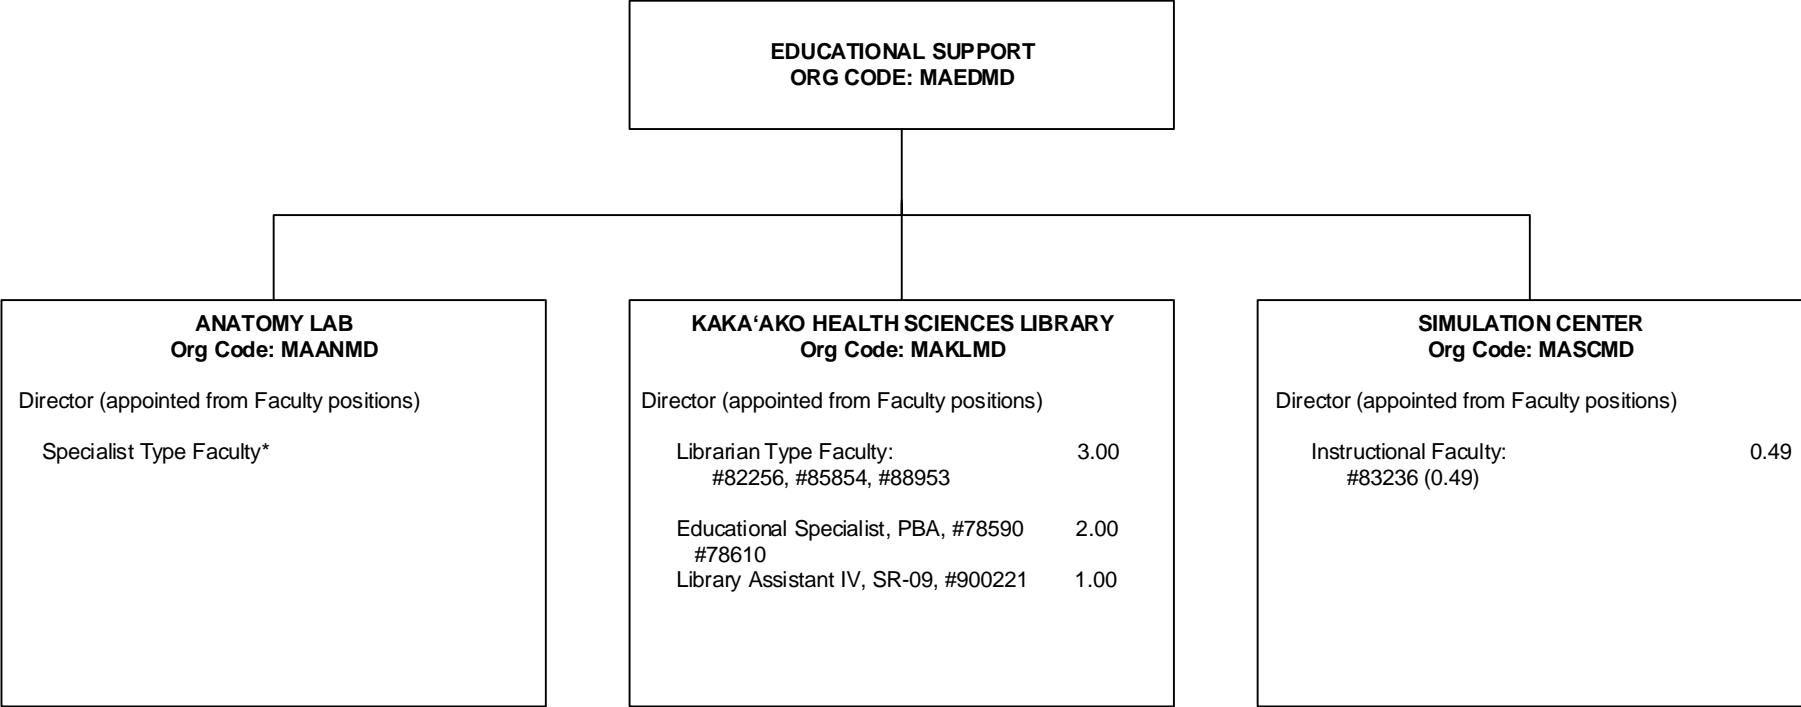 EDUCATIONAL SUPPORT
ORG CODE: MAEDMD
ANATOMY LAB
Org Code: MAANMD
Director (appointed from Faculty positions)
Specialist Type Faculty*
KAKAʻAKO HEALTH SCIENCES LIBRARY
Org Code: MAKLMD
Director (appointed from Faculty positions)
Librarian Type Faculty: 3.00
#82256, #85854, #88953
Educational Specialist, PBA, #78590 2.00
#78610
Library Assistant IV, SR-09, #900221 1.00
SIMULATION CENTER
Org Code: MASCMD
Director (appointed from Faculty positions)
Instructional Faculty: 0.49
#83236 (0.49)